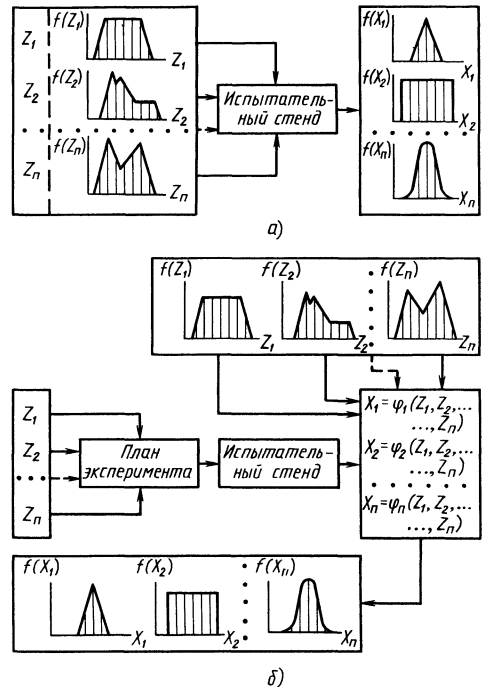 Z₁ f(Z₁) Z₁
Z₂ f(Z₂) Z₂
Zₙ f(Zₙ) Zₙ
Испытатель-
ный стенд
f(X₁) X₁
f(X₂) X₂
f(Xₙ) Xₙ
а)
f(Z₁) Z₁ f(Z₂) Z₂ f(Zₙ) Zₙ
Z₁
Z₂
Zₙ
План
эксперимента
Испытатель-
ный стенд
X₁=φ₁(Z₁,Z₂,...
...,Zₙ)
X₂=φ₂(Z₁,Z₂,...
...,Zₙ)
Xₙ=φₙ(Z₁,Z₂,...
...,Zₙ)
f(X₁) X₁ f(X₂) X₂ f(Xₙ) Xₙ
б)